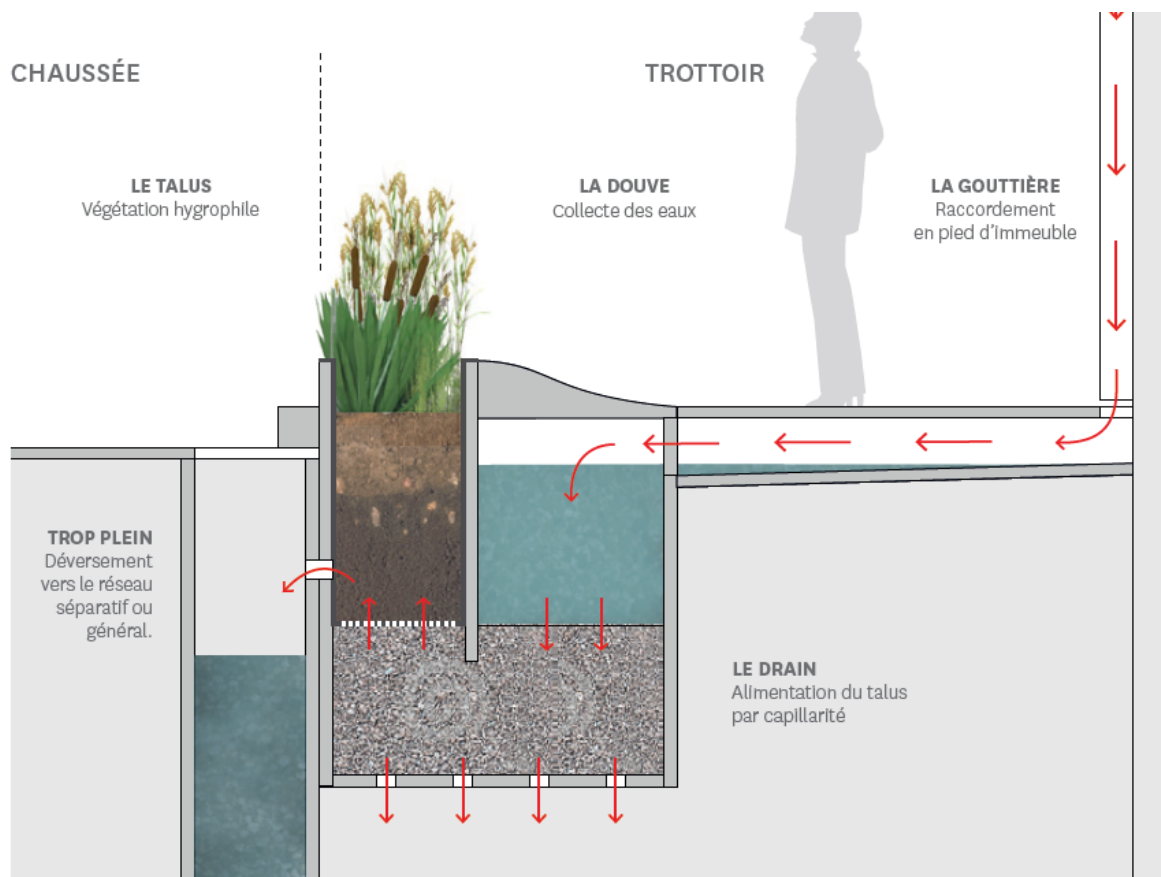 CHAUSSÉE
TROTTOIR
LE TALUS
Végétation hygrophile
LA DOUVE
Collecte des eaux
LA GOUTTIÈRE
Raccordement
en pied d'immeuble
TROP PLEIN
Déversement
vers le réseau
séparatif ou
général.
LE DRAIN
Alimentation du talus
par capillarité